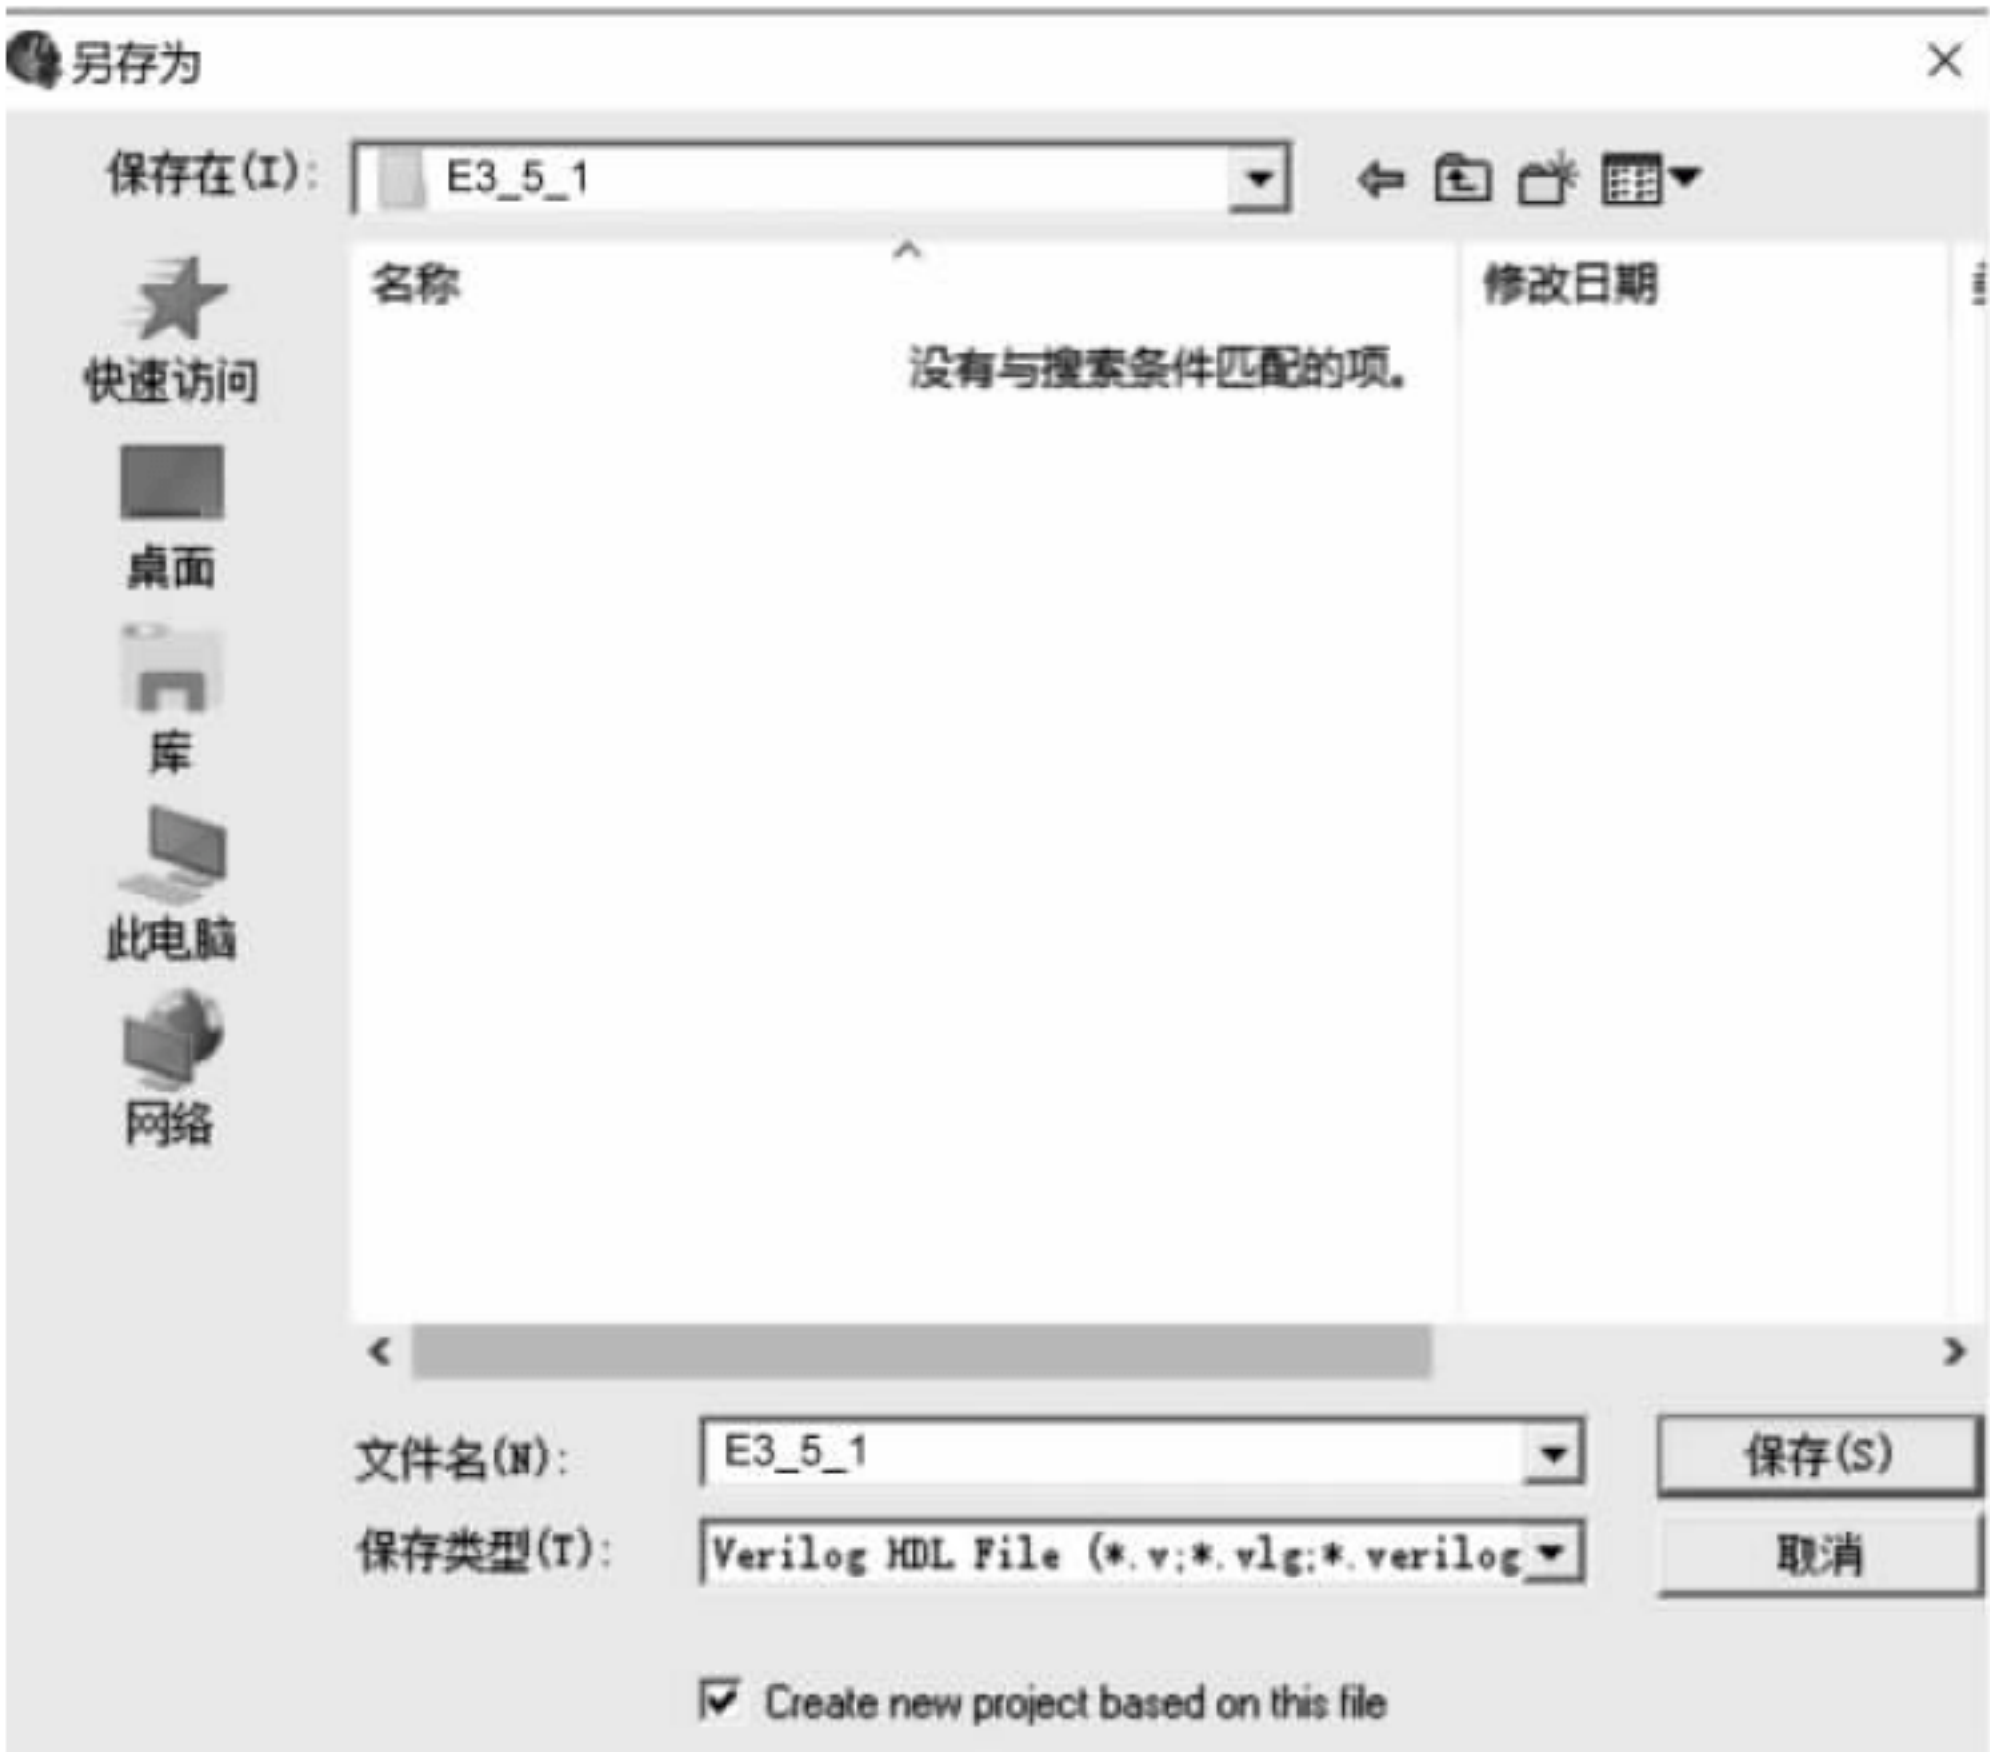 另存为
保存在(I):
E3_5_1
名称
修改日期
没有与搜索条件匹配的项。
快速访问
桌面
库
此电脑
网络
文件名(N):
E3_5_1
保存(S)
保存类型(T):
Verilog HDL File (*.v;*.vlg;*.verilog
取消
Create new project based on this file